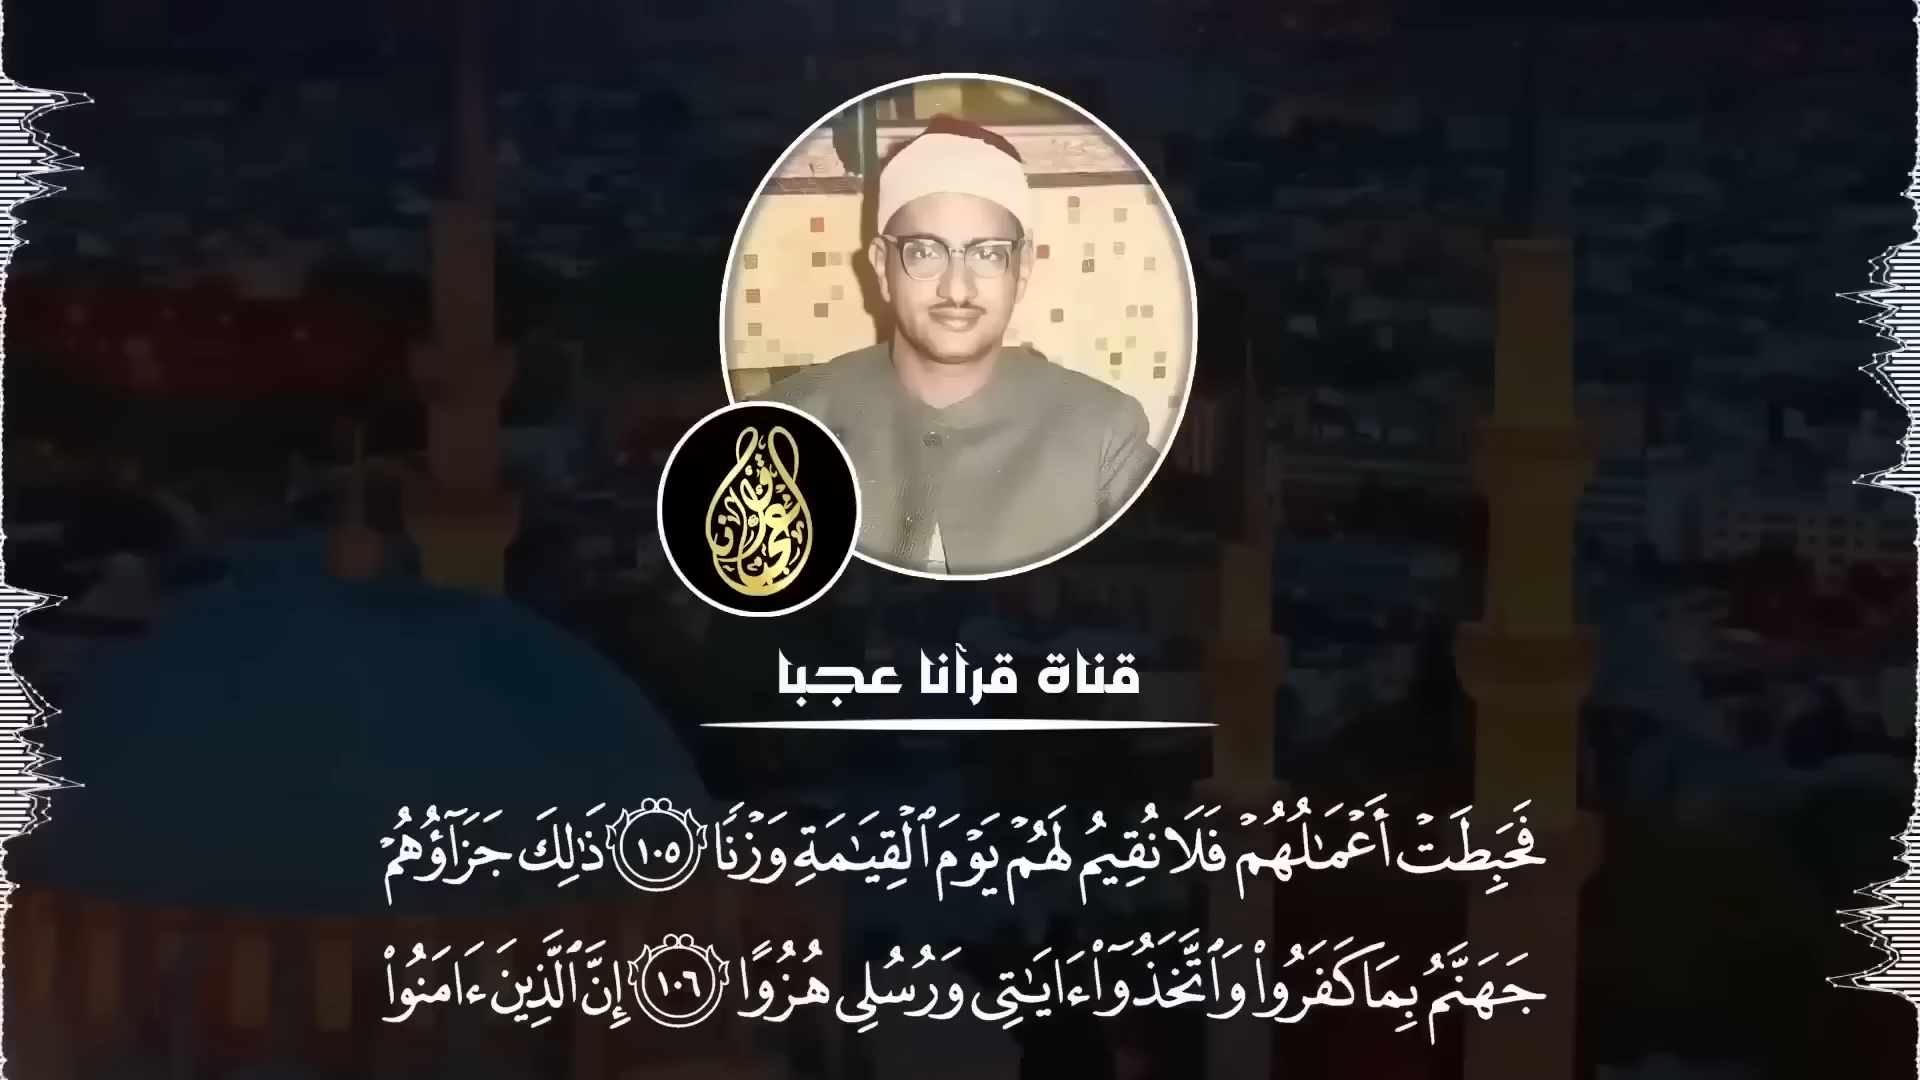 قناة قرآنا عجبا
فَحَبِطَتْ أَعْمَـٰلُهُمْ فَلَا نُقِيمُ لَهُمْ يَوْمَ ٱلْقِيَـٰمَةِ وَزْنًا ١٠٥ ذَٰلِكَ جَزَآؤُهُمْ
جَهَنَّمُ بِمَا كَفَرُوا۟ وَٱتَّخَذُوٓا۟ ءَايَـٰتِى وَرُسُلِى هُزُوًا ١٠٦ إِنَّ ٱلَّذِينَ ءَامَنُوا۟